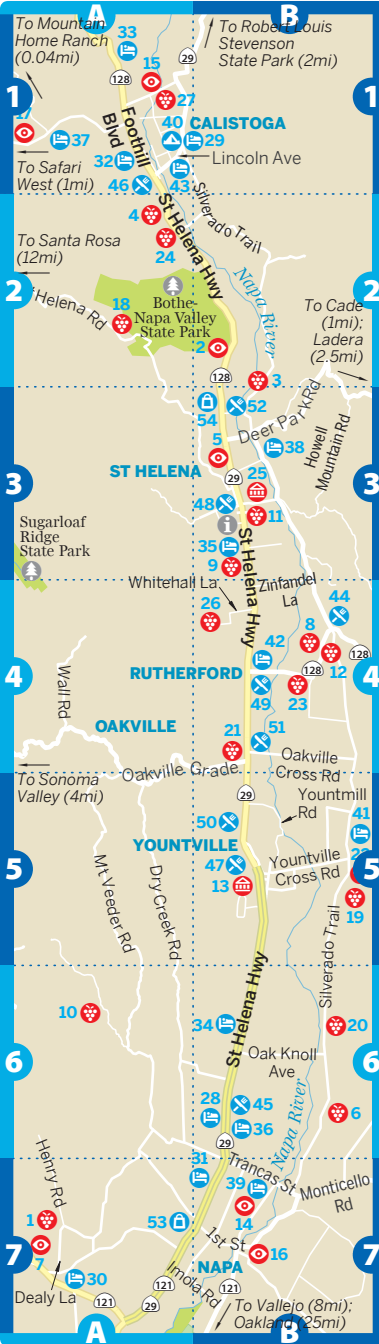 A
B
To Mountain
Home Ranch
(0.04mi)
33
29
To Robert Louis
Stevenson
State Park (2mi)
128
15
27
1
1
Foothill
Blvd
40
CALISTOGA
17
37
29
Lincoln Ave
32
43
To Safari
West (1mi)
46
Silverado Trail
4
St Helena Hwy
24
To Santa Rosa
(12mi)
Napa River
2
2
Helena Rd
18
Bothe-
Napa Valley
State Park
To Cade
(1mi);
Ladera
(2.5mi)
2
128
3
54
52
Deer Park Rd
5
38
Howell
Mountain Rd
ST HELENA
29
25
3
3
48
11
Sugarloaf
Ridge
State Park
i
35
9
St Helena Hwy
Whitehall La
Zinfandel
La
44
26
8
42
12
128
RUTHERFORD
128
4
4
49
23
Wall Rd
OAKVILLE
51
21
Oakville
Cross Rd
Oakville Grade
To Sonoma
Valley (4mi)
29
Yountmill
Rd
41
50
YOUNTVILLE
5
5
47
Yountville
Cross Rd
13
19
Mt Veeder Rd
Dry Creek Rd
Silverado Trail
St Helena Hwy
10
34
20
Oak Knoll
Ave
6
6
28
45
6
36
Napa River
29
31
Trancas St
39
Monticello
Rd
Henry Rd
1
14
53
1st St
7
7
7
16
NAPA
30
121
Imola Rd
121
Dealy La
121
29
To Vallejo (8mi);
Oakland (25mi)
A
B